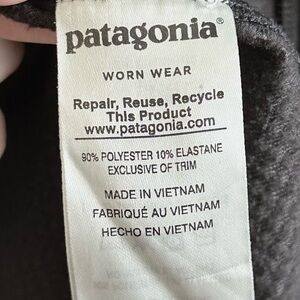 patagonia®
WORN WEAR
Repair, Reuse, Recycle
This Product
www.patagonia.com
90% POLYESTER 10% ELASTANE
EXCLUSIVE OF TRIM
MADE IN VIETNAM
FABRIQUÉ AU VIETNAM
HECHO EN VIETNAM